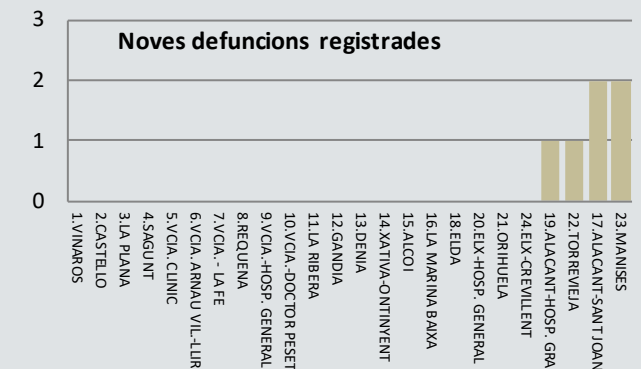 Noves defuncions registrades
3
2
1
0
1.VINAROS
2.CASTELLO
3.LA PLANA
4.SAGUNT
5.VCIA. CLINIC
6.VCIA. ARNAU VIL.-LLIR
7.VCIA. - LA FE
8.REQUENA
9.VCIA.-HOSP. GENERAL
10.VCIA.-DOCTOR PESET
11.LA RIBERA
12.GANDIA
13.DENIA
14.XATIVA-ONTINYENT
15.ALCOI
16.LA MARINA BAIXA
18.ELDA
20.ELX-HOSP. GENERAL
21.ORIHUELA
24.ELX-CREVILLENT
19.ALACANT-HOSP. GRA
22.TORREVIEJA
17.ALACANT-SANT JOAN
23.MANISES